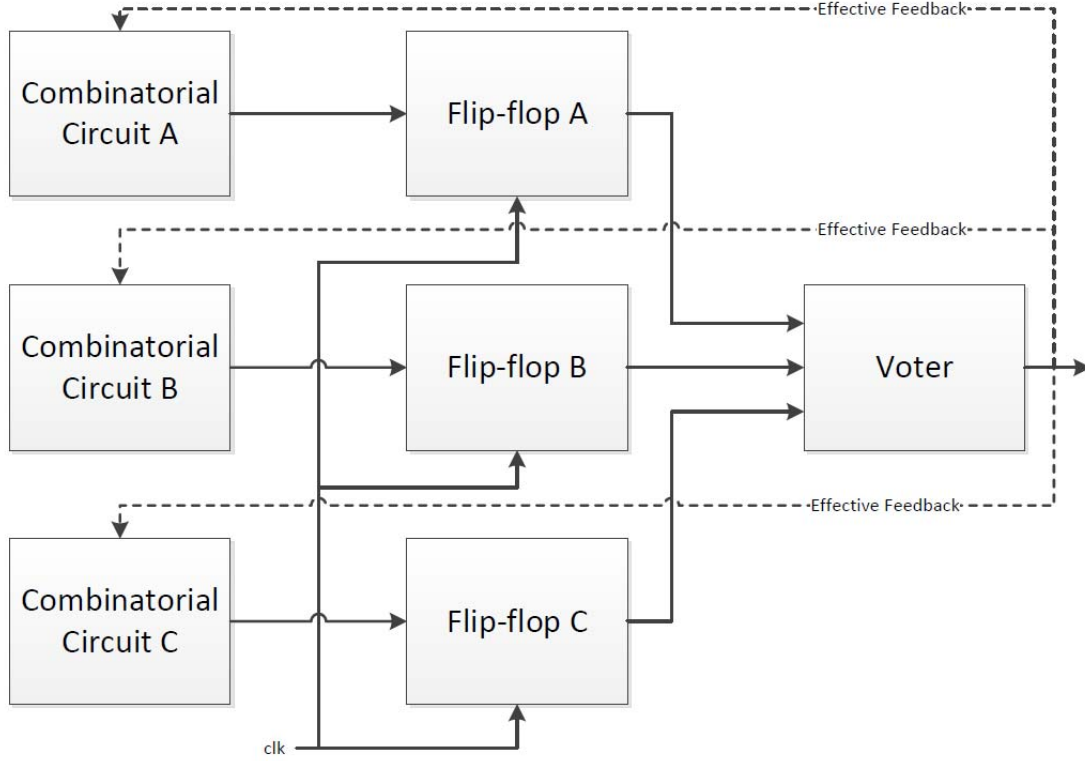 Effective Feedback
Combinatorial
Circuit A
Flip-flop A
Effective Feedback
Combinatorial
Circuit B
Flip-flop B
Voter
Effective Feedback
Combinatorial
Circuit C
Flip-flop C
clk